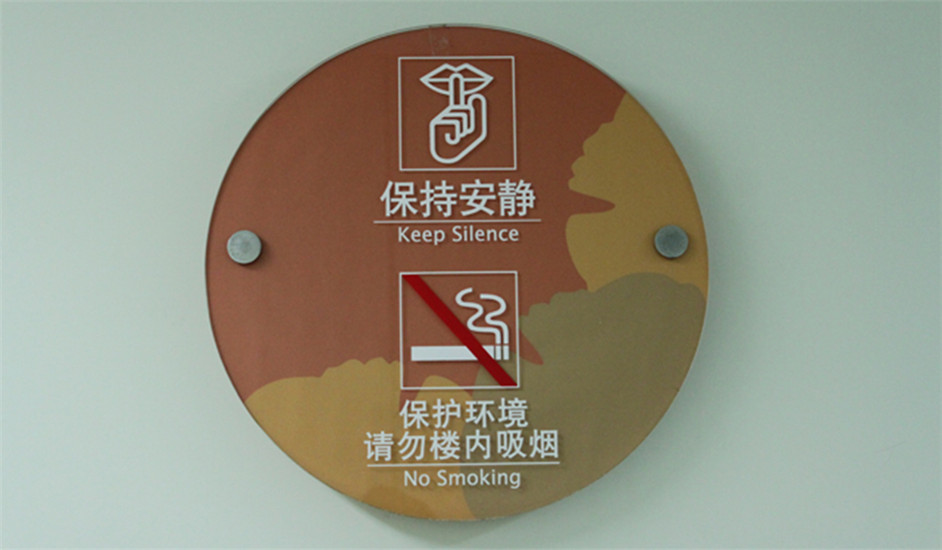 保持安静
Keep Silence
保护环境
请勿楼内吸烟
No Smoking